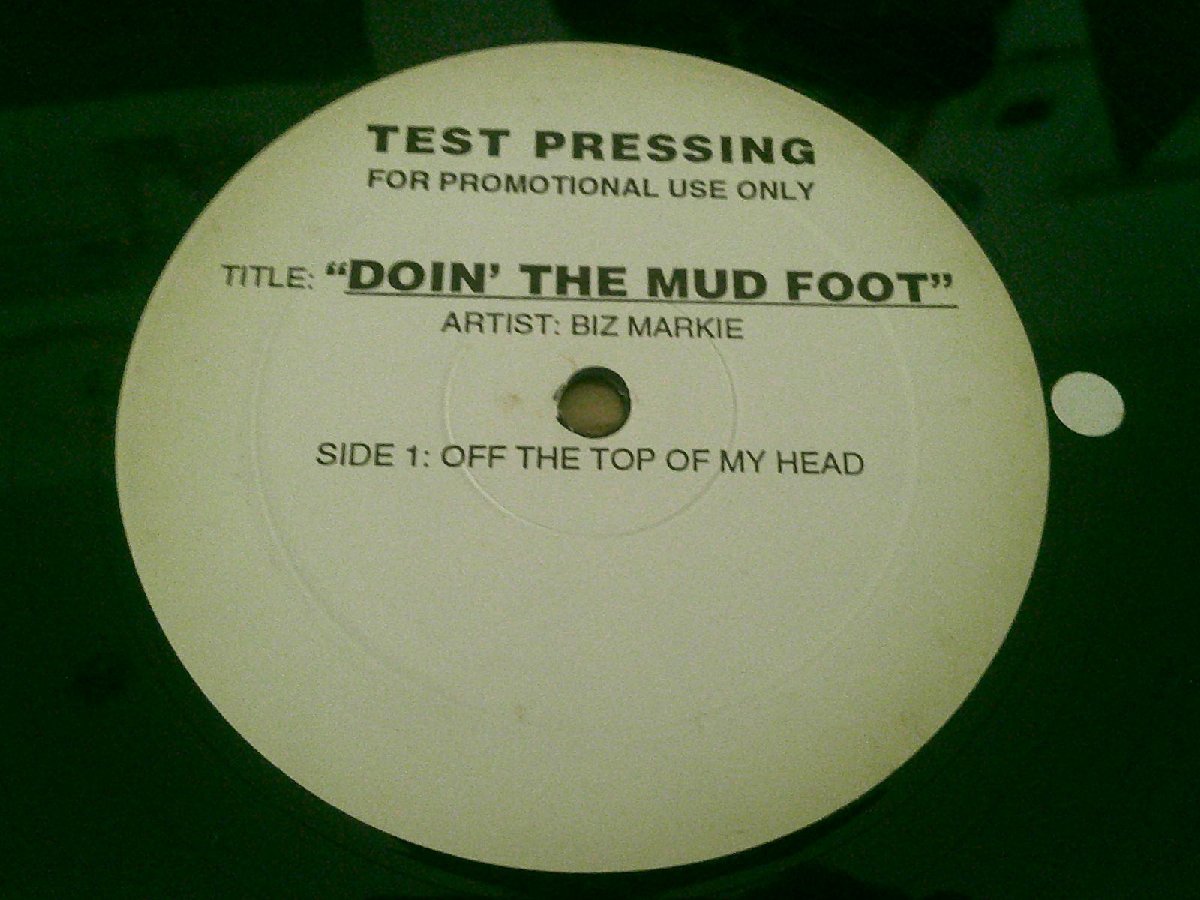 TEST PRESSING
FOR PROMOTIONAL USE ONLY
TITLE: “DOIN’ THE MUD FOOT”
ARTIST: BIZ MARKIE
SIDE 1: OFF THE TOP OF MY HEAD